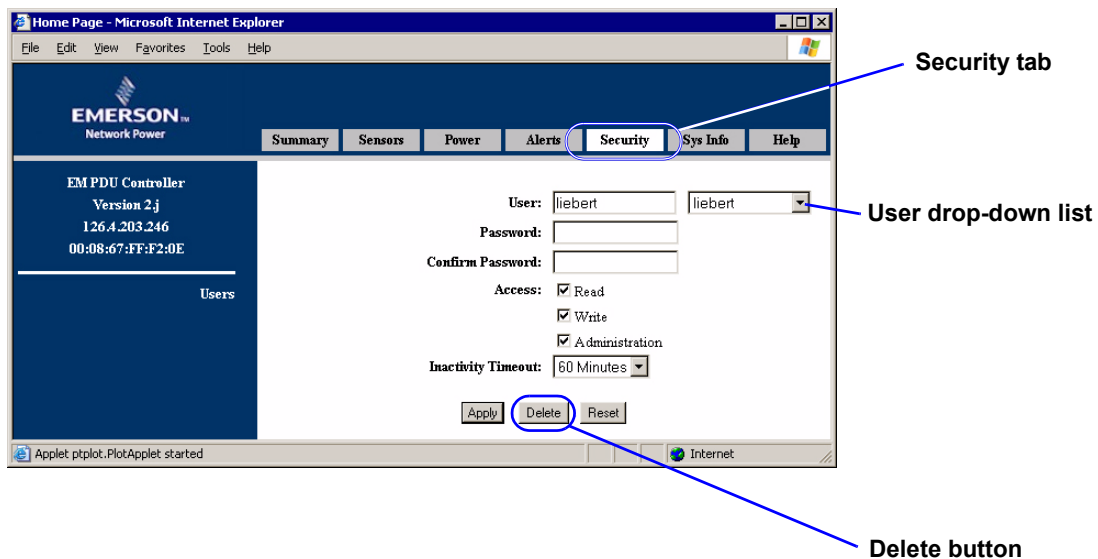 Home Page - Microsoft Internet Explorer
File Edit View Favorites Tools Help
Security tab
EMERSON™
Network Power
Summary Sensors Power Alerts Security Sys Info Help
EM PDU Controller
Version 2.j
126.4.203.246
00:08:67:FF:F2:0E
Users
User: liebert liebert
User drop-down list
Password:
Confirm Password:
Access: Read
Write
Administration
Inactivity Timeout: 60 Minutes
Apply Delete Reset
Applet ptplot.PlotApplet started Internet
Delete button